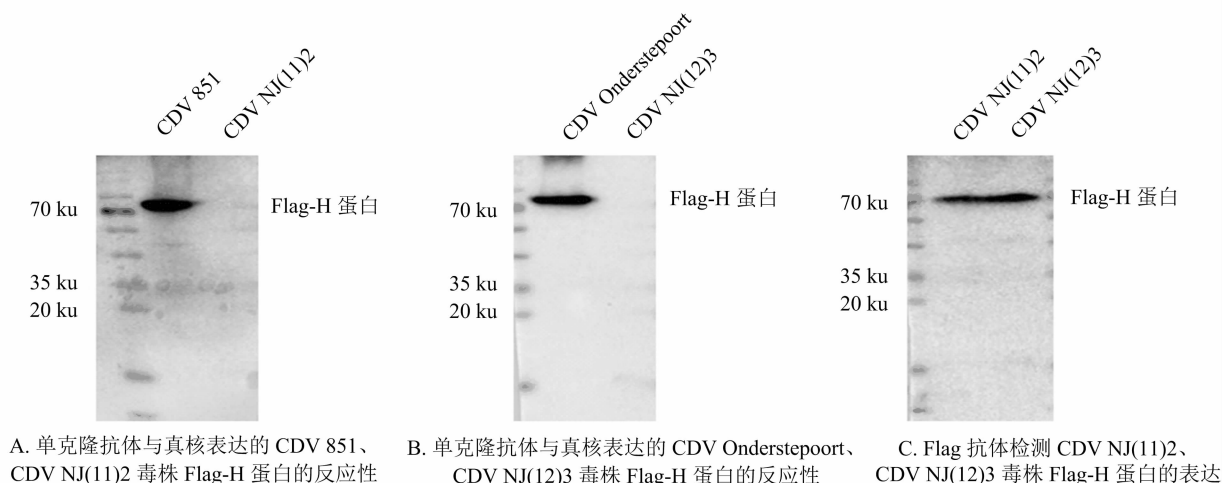 CDV 851
CDV NJ(11)2
70 ku
35 ku
20 ku
Flag-H 蛋白
A. 单克隆抗体与真核表达的 CDV 851、
CDV NJ(11)2 毒株 Flag-H 蛋白的反应性
CDV Onderstepoort
CDV NJ(12)3
70 ku
35 ku
20 ku
Flag-H 蛋白
B. 单克隆抗体与真核表达的 CDV Onderstepoort、
CDV NJ(12)3 毒株 Flag-H 蛋白的反应性
CDV NJ(11)2
CDV NJ(12)3
70 ku
35 ku
20 ku
Flag-H 蛋白
C. Flag 抗体检测 CDV NJ(11)2、
CDV NJ(12)3 毒株 Flag-H 蛋白的表达